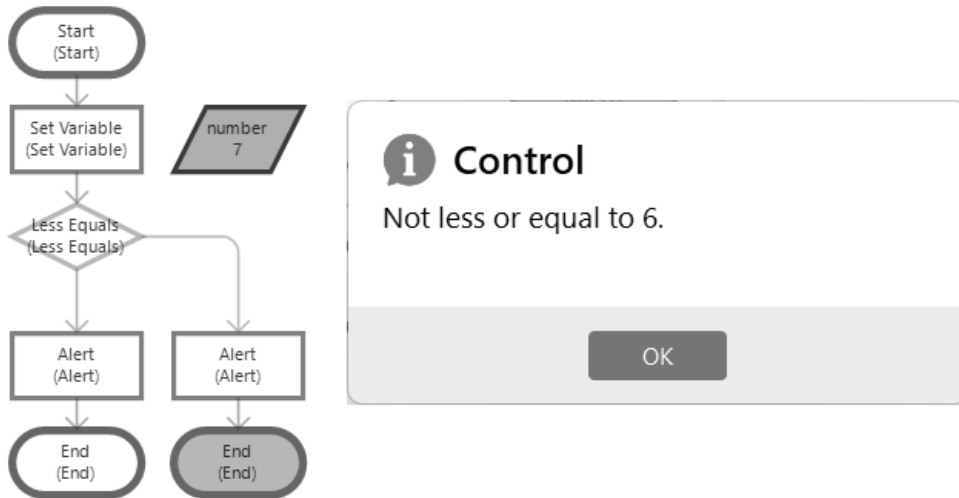 Start
(Start)
Set Variable
(Set Variable)
number
7
Less Equals
(Less Equals)
Alert
(Alert)
Alert
(Alert)
End
(End)
End
(End)
Control
Not less or equal to 6.
OK